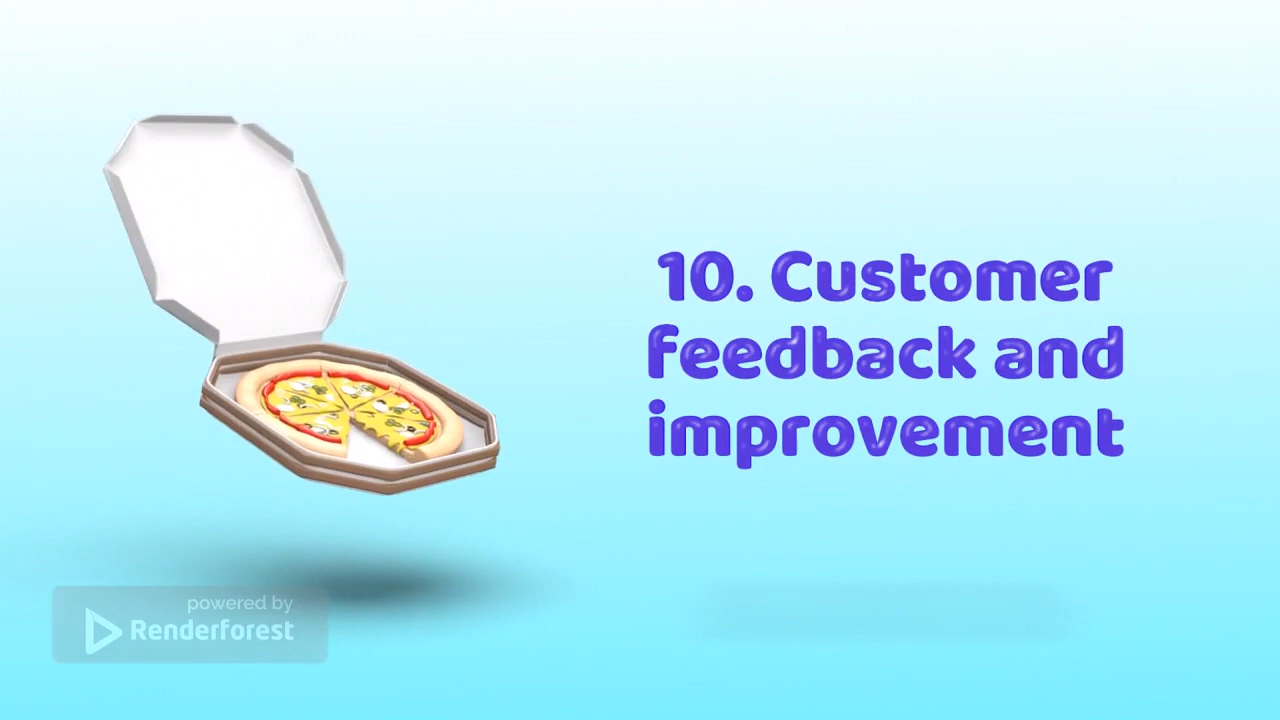 10. Customer
feedback and
improvement
powered by
Renderforest